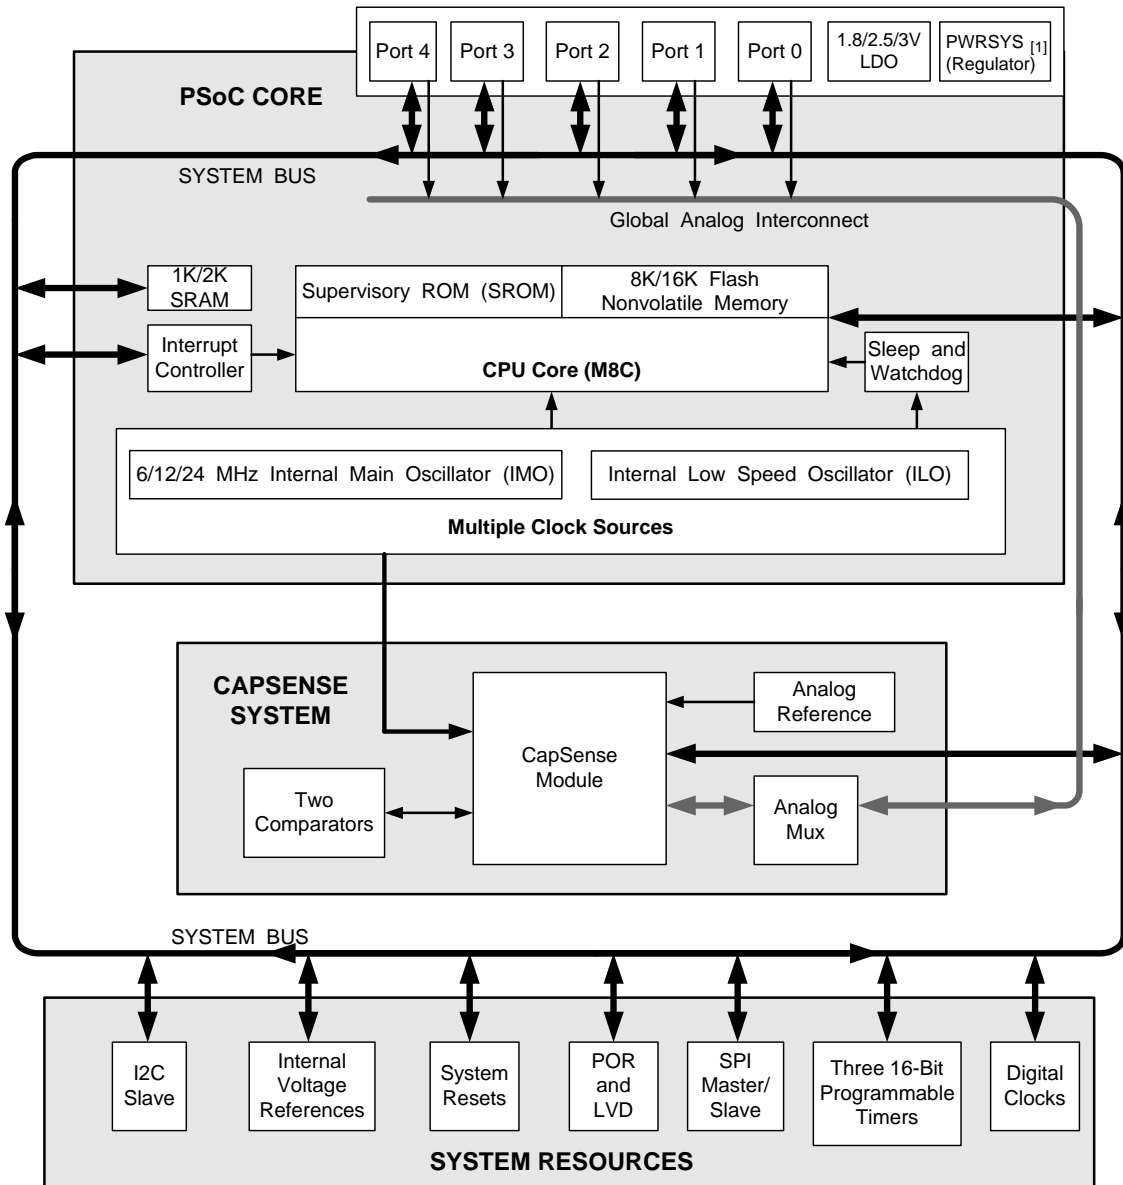 Port 4
Port 3
Port 2
Port 1
Port 0
1.8/2.5/3V
LDO
PWRSYS [1]
(Regulator)
PSoC CORE
SYSTEM BUS
Global Analog Interconnect
1K/2K
SRAM
Supervisory ROM (SROM)
8K/16K Flash
Nonvolatile Memory
Interrupt
Controller
CPU Core (M8C)
Sleep and
Watchdog
6/12/24 MHz Internal Main Oscillator (IMO)
Internal Low Speed Oscillator (ILO)
Multiple Clock Sources
CAPSENSE
SYSTEM
Analog
Reference
CapSense
Module
Two
Comparators
Analog
Mux
SYSTEM BUS
I2C
Slave
Internal
Voltage
References
System
Resets
POR
and
LVD
SPI
Master/
Slave
Three 16-Bit
Programmable
Timers
Digital
Clocks
SYSTEM RESOURCES